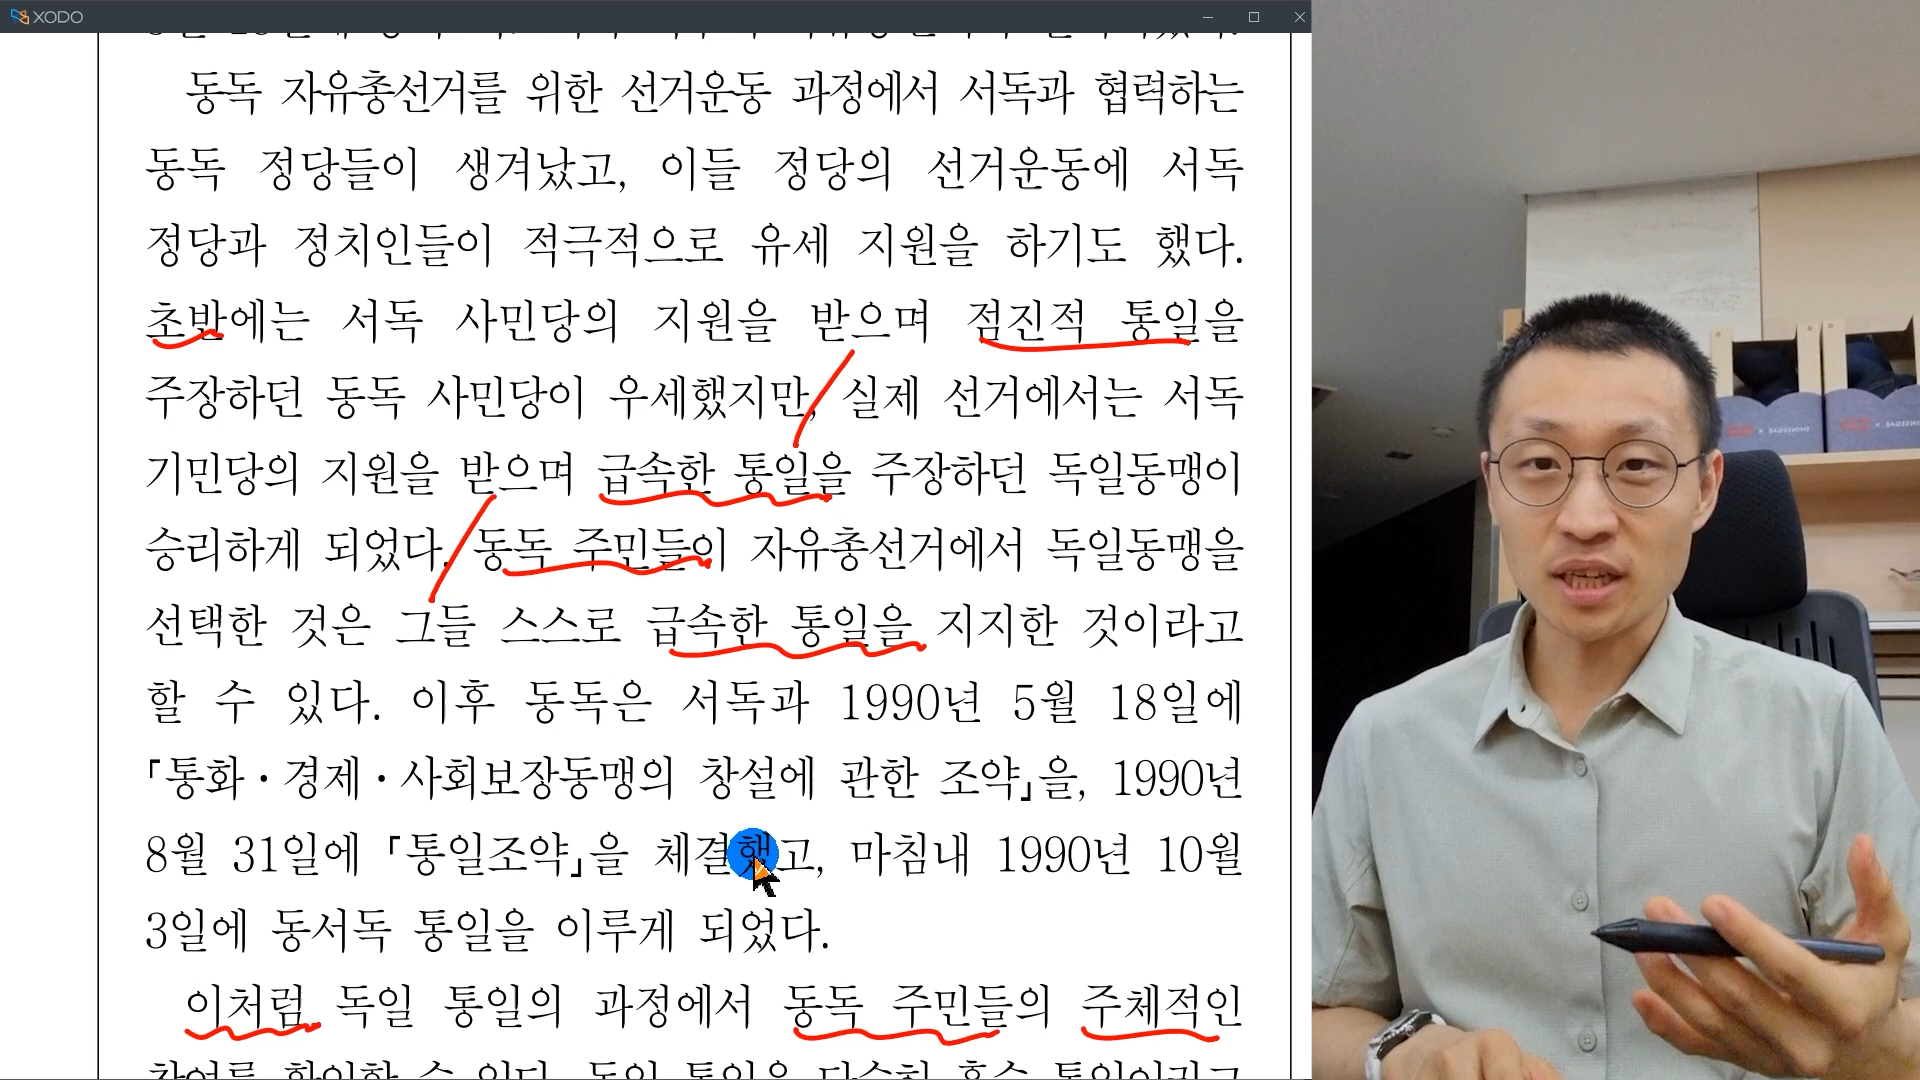 XODO
동독 자유총선거를 위한 선거운동 과정에서 서독과 협력하는
동독 정당들이 생겨났고, 이들 정당의 선거운동에 서독
정당과 정치인들이 적극적으로 유세 지원을 하기도 했다.
초반에는 서독 사민당의 지원을 받으며 점진적 통일을
주장하던 동독 사민당이 우세했지만, 실제 선거에서는 서독
기민당의 지원을 받으며 급속한 통일을 주장하던 독일동맹이
승리하게 되었다. 동독 주민들이 자유총선거에서 독일동맹을
선택한 것은 그들 스스로 급속한 통일을 지지한 것이라고
할 수 있다. 이후 동독은 서독과 1990년 5월 18일에
「통화·경제·사회보장동맹의 창설에 관한 조약」을, 1990년
8월 31일에 「통일조약」을 체결했고, 마침내 1990년 10월
3일에 동서독 통일을 이루게 되었다.
이처럼 독일 통일의 과정에서 동독 주민들의 주체적인